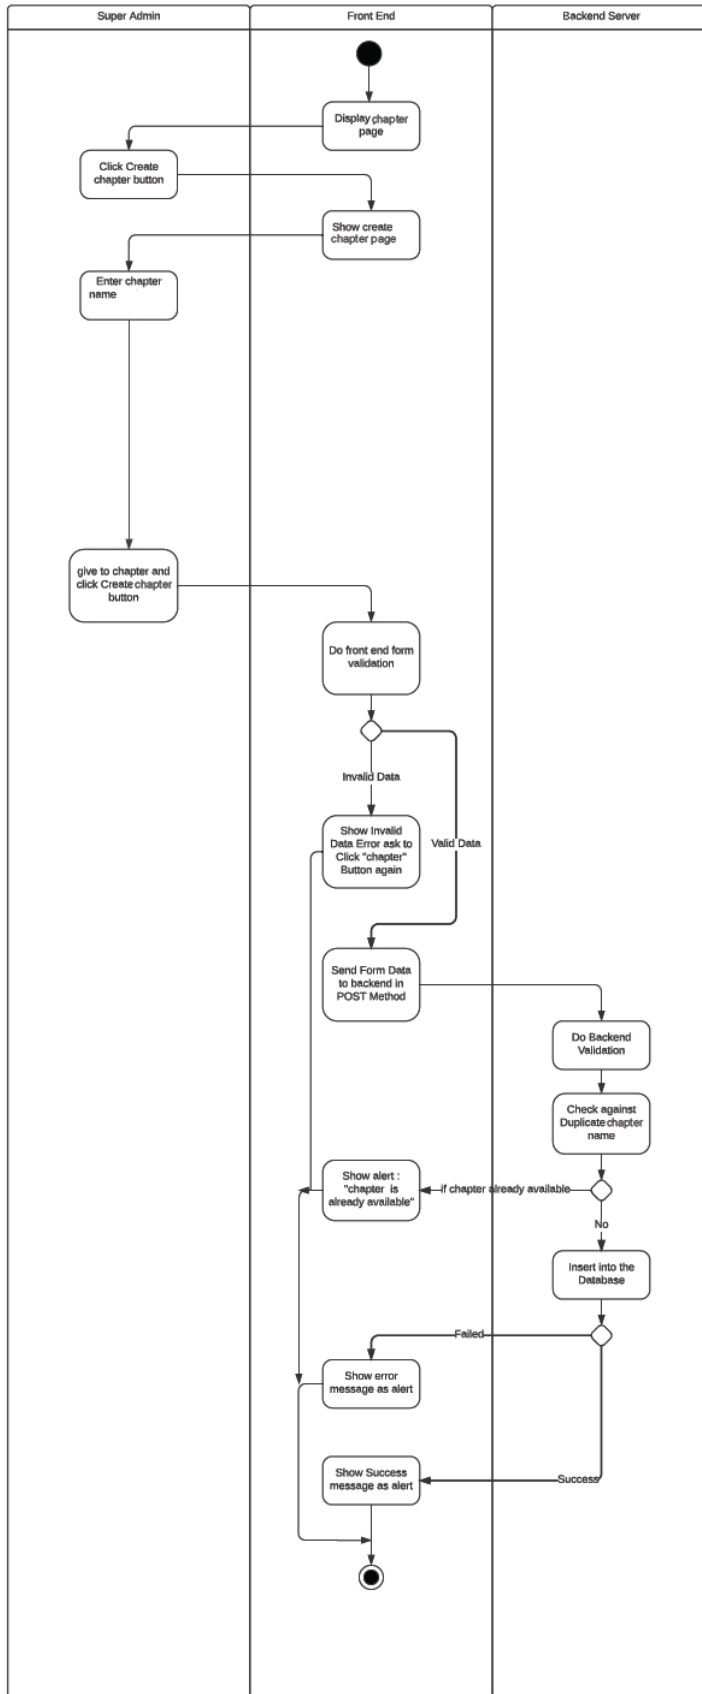 Super Admin
Front End
Backend Server
Display chapter
page
Click Create
chapter button
Show create
chapter page
Enter chapter
name
give to chapter and
click Create chapter
button
Do front end form
validation
Invalid Data
Show Invalid
Data Error ask to
Click "chapter"
Button again
Valid Data
Send Form Data
to backend in
POST Method
Do Backend
Validation
Check against
Duplicate chapter
name
Show alert :
"chapter is
already available"
if chapter already available
No
Insert into the
Database
Failed
Show error
message as alert
Show Success
message as alert
Success